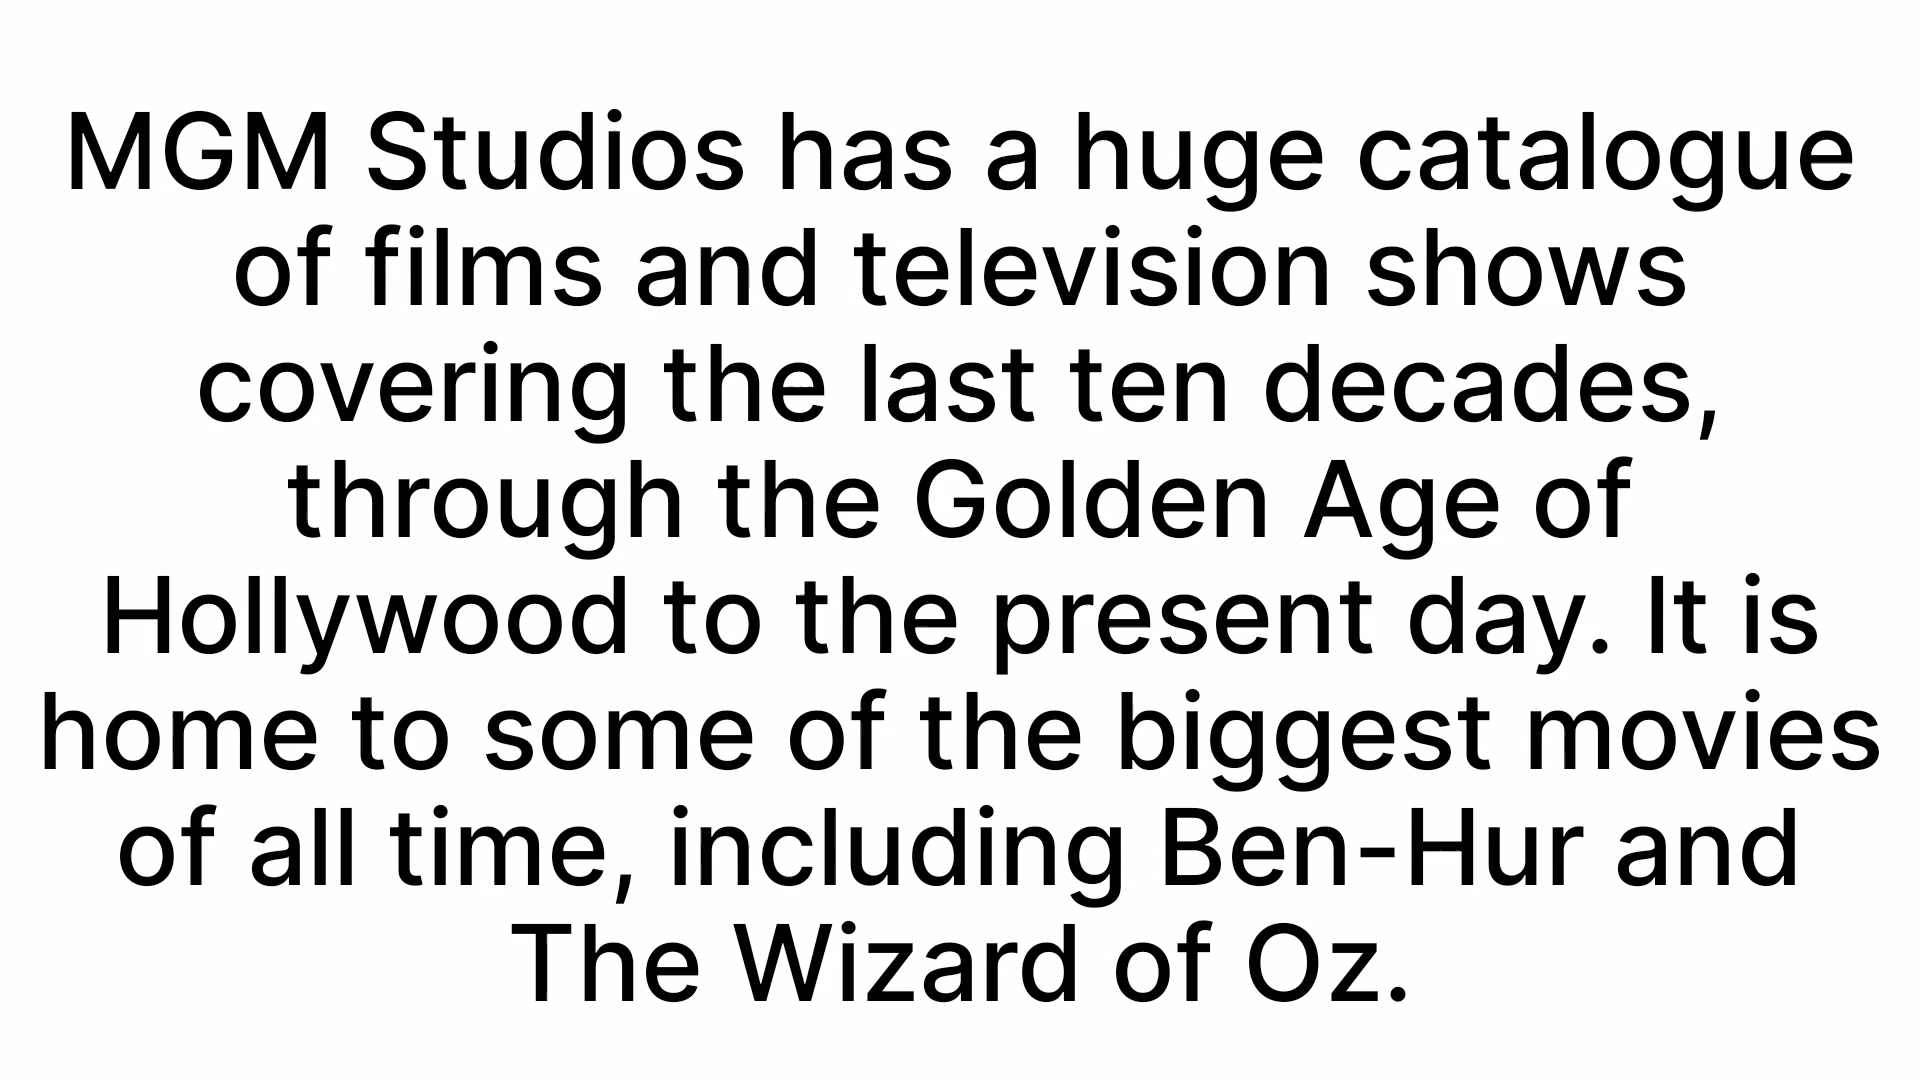 MGM Studios has a huge catalogue
of films and television shows
covering the last ten decades,
through the Golden Age of
Hollywood to the present day. It is
home to some of the biggest movies
of all time, including Ben-Hur and
The Wizard of Oz.